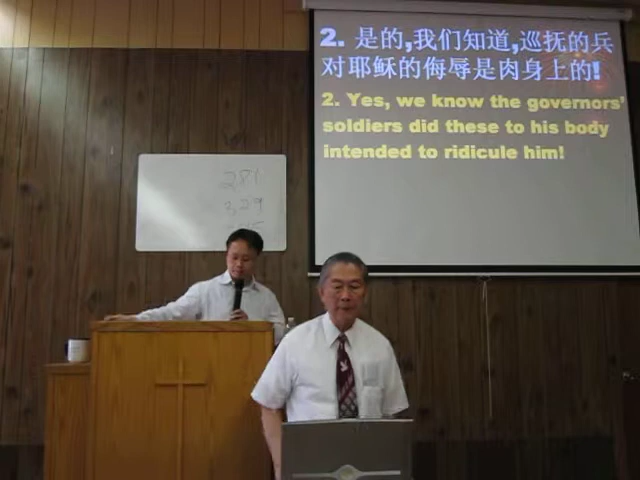 2. 是的,我们知道,巡抚的兵
对耶稣的侮辱是肉身上的!
2. Yes, we know the governors'
soldiers did these to his body
intended to ridicule him!
281
329